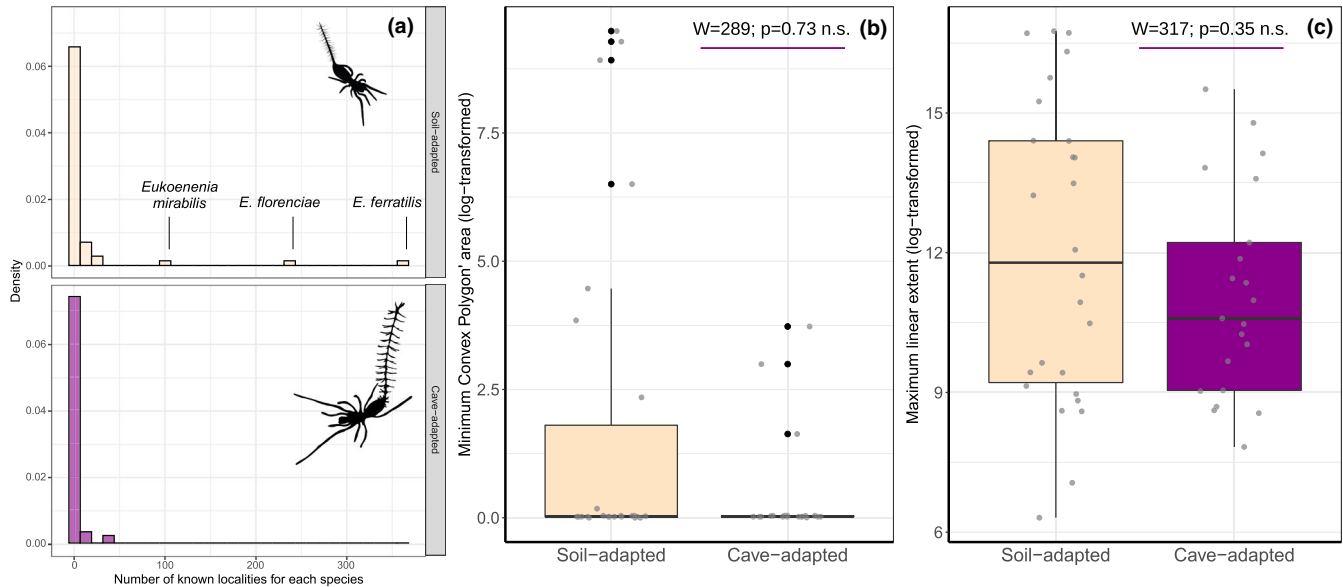 (a)
Density
0.06
0.04
0.02
0.00
Eukoenenia
mirabilis
E. florenciae
E. ferratilis
Soil-adapted
0.06
0.04
0.02
0.00
Cave-adapted
0
100
200
300
Number of known localities for each species
W=289; p=0.73 n.s.
(b)
Minimum Convex Polygon' area (log-transformed)
7.5
5.0
2.5
0.0
Soil-adapted
Cave-adapted
W=317; p=0.35 n.s.
(c)
Maximum linear extent (log-transformed)
15
12
9
6
Soil-adapted
Cave-adapted